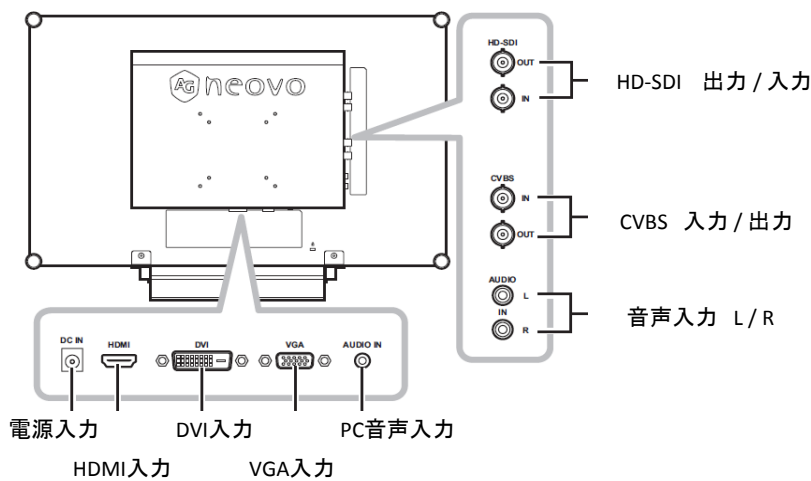 HD-SDI
OUT
IN
HD-SDI 出力 / 入力
AG neovo
CVBS
IN
OUT
CVBS 入力 / 出力
AUDIO
L
IN
R
音声入力 L / R
DC IN
HDMI
DVI
VGA
AUDIO IN
電源入力
DVI入力
PC音声入力
HDMI入力
VGA入力